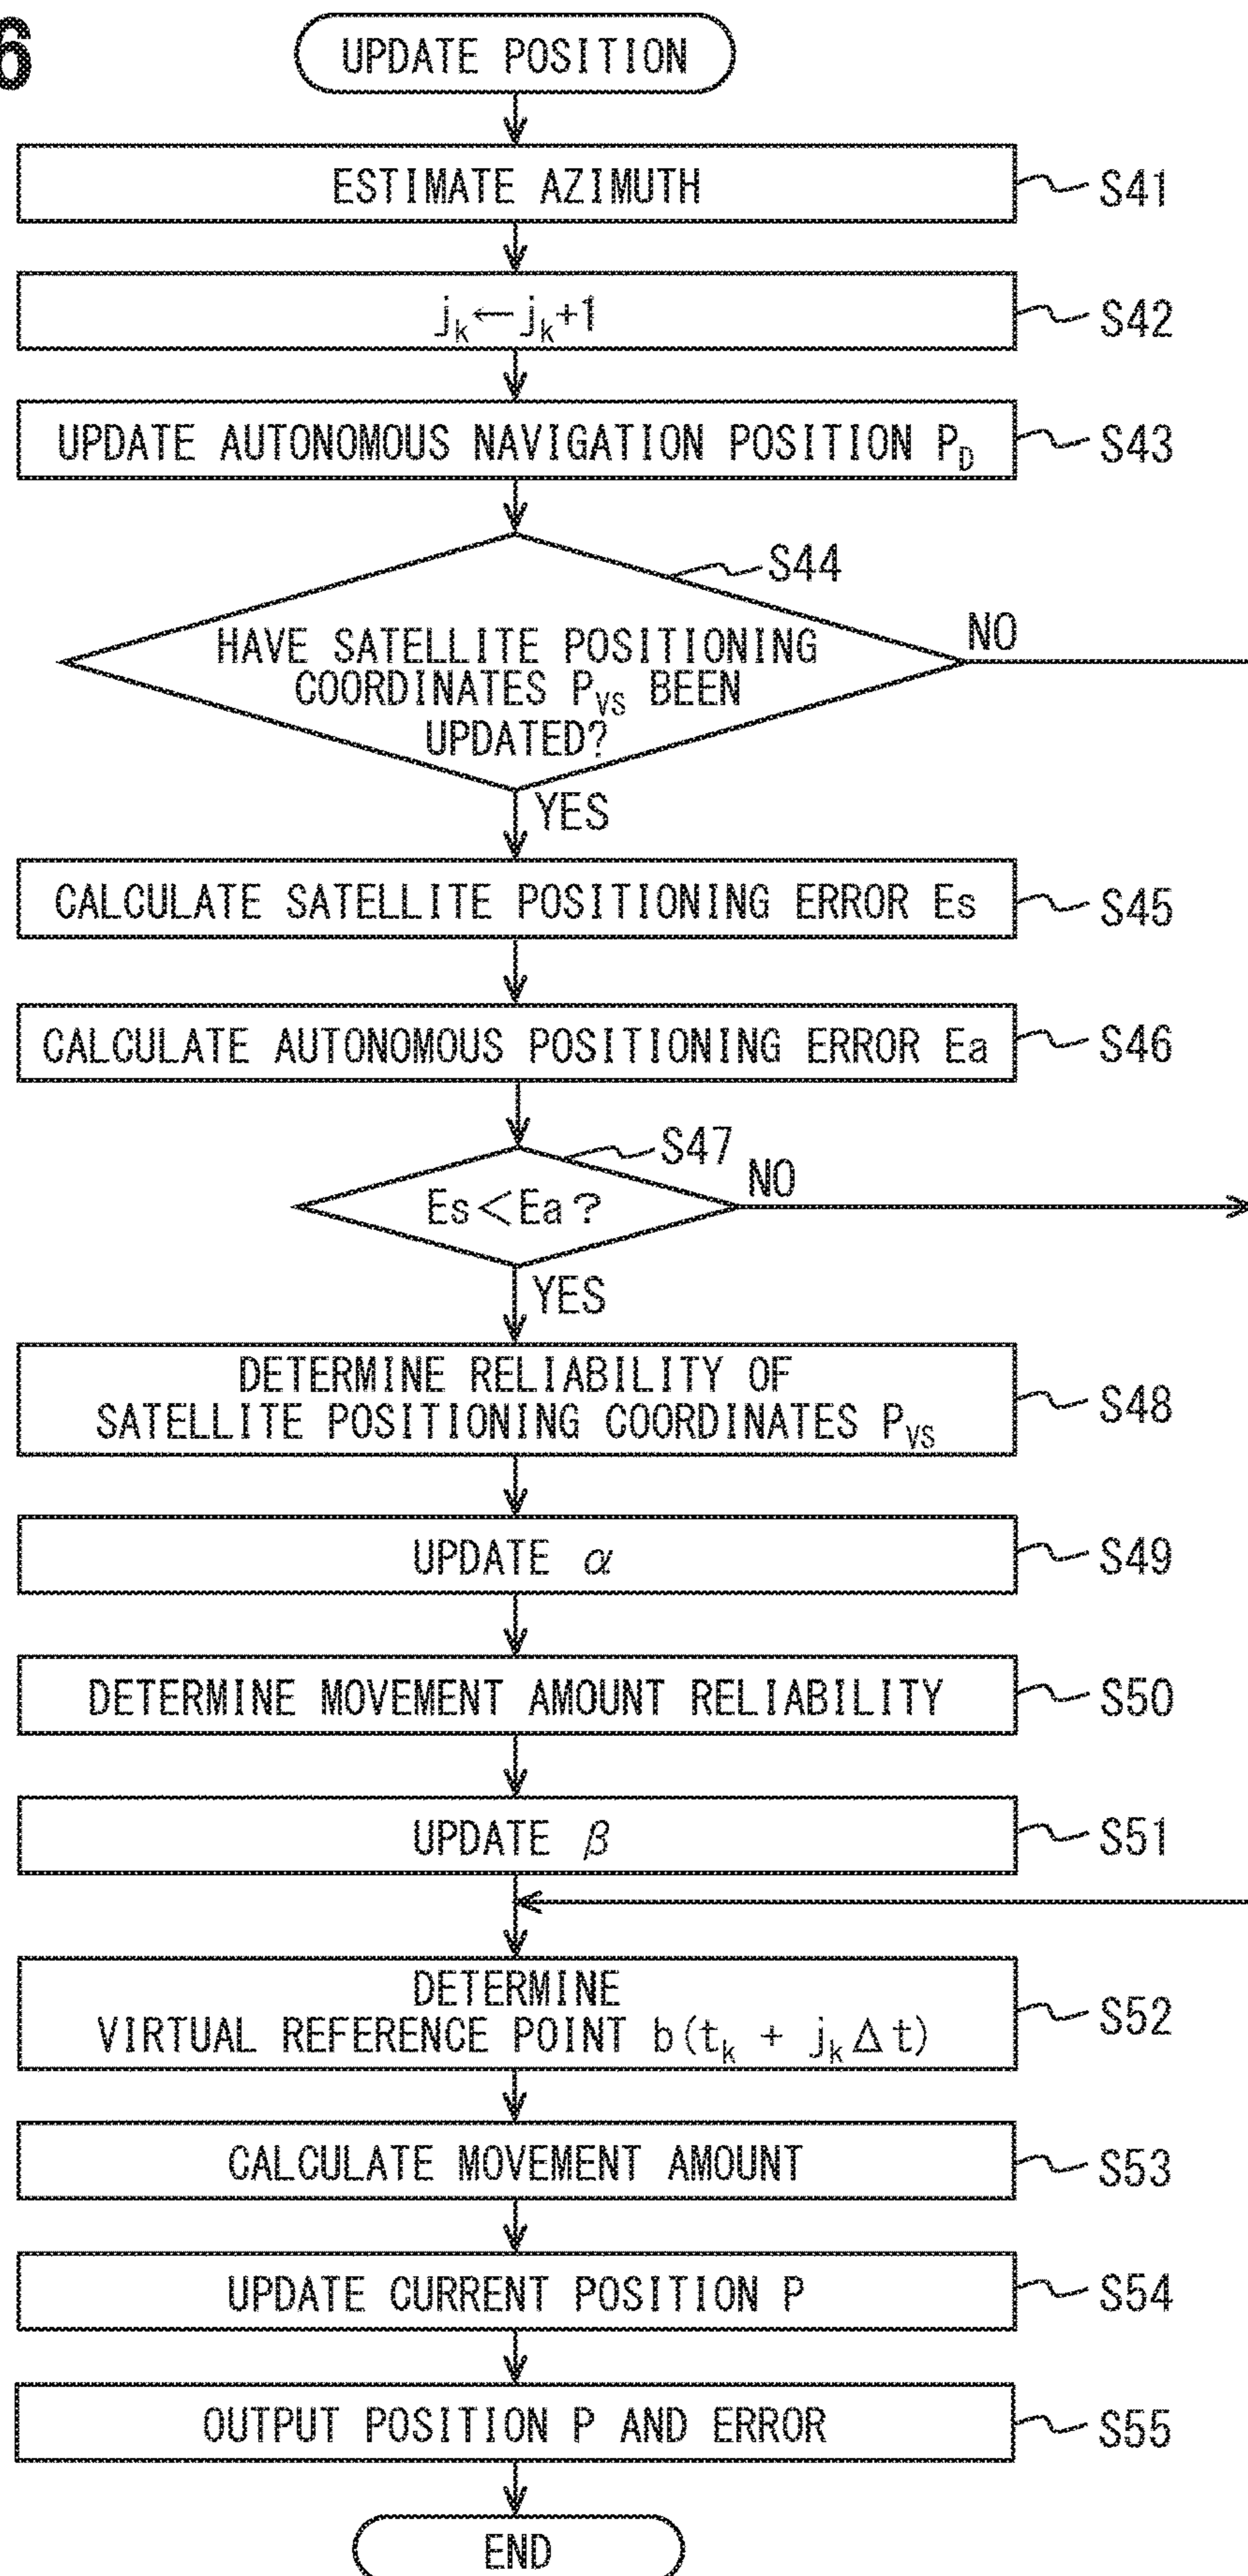 6
UPDATE POSITION
ESTIMATE AZIMUTH
S41
jk←jk+1
S42
UPDATE AUTONOMOUS NAVIGATION POSITION PD
S43
S44
HAVE SATELLITE POSITIONING
COORDINATES PVS BEEN
UPDATED?
NO
YES
CALCULATE SATELLITE POSITIONING ERROR Es
S45
CALCULATE AUTONOMOUS POSITIONING ERROR Ea
S46
S47
Es<Ea?
NO
YES
DETERMINE RELIABILITY OF
SATELLITE POSITIONING COORDINATES PVS
S48
UPDATE α
S49
DETERMINE MOVEMENT AMOUNT RELIABILITY
S50
UPDATE β
S51
DETERMINE
VIRTUAL REFERENCE POINT b(tk + jkΔt)
S52
CALCULATE MOVEMENT AMOUNT
S53
UPDATE CURRENT POSITION P
S54
OUTPUT POSITION P AND ERROR
S55
END